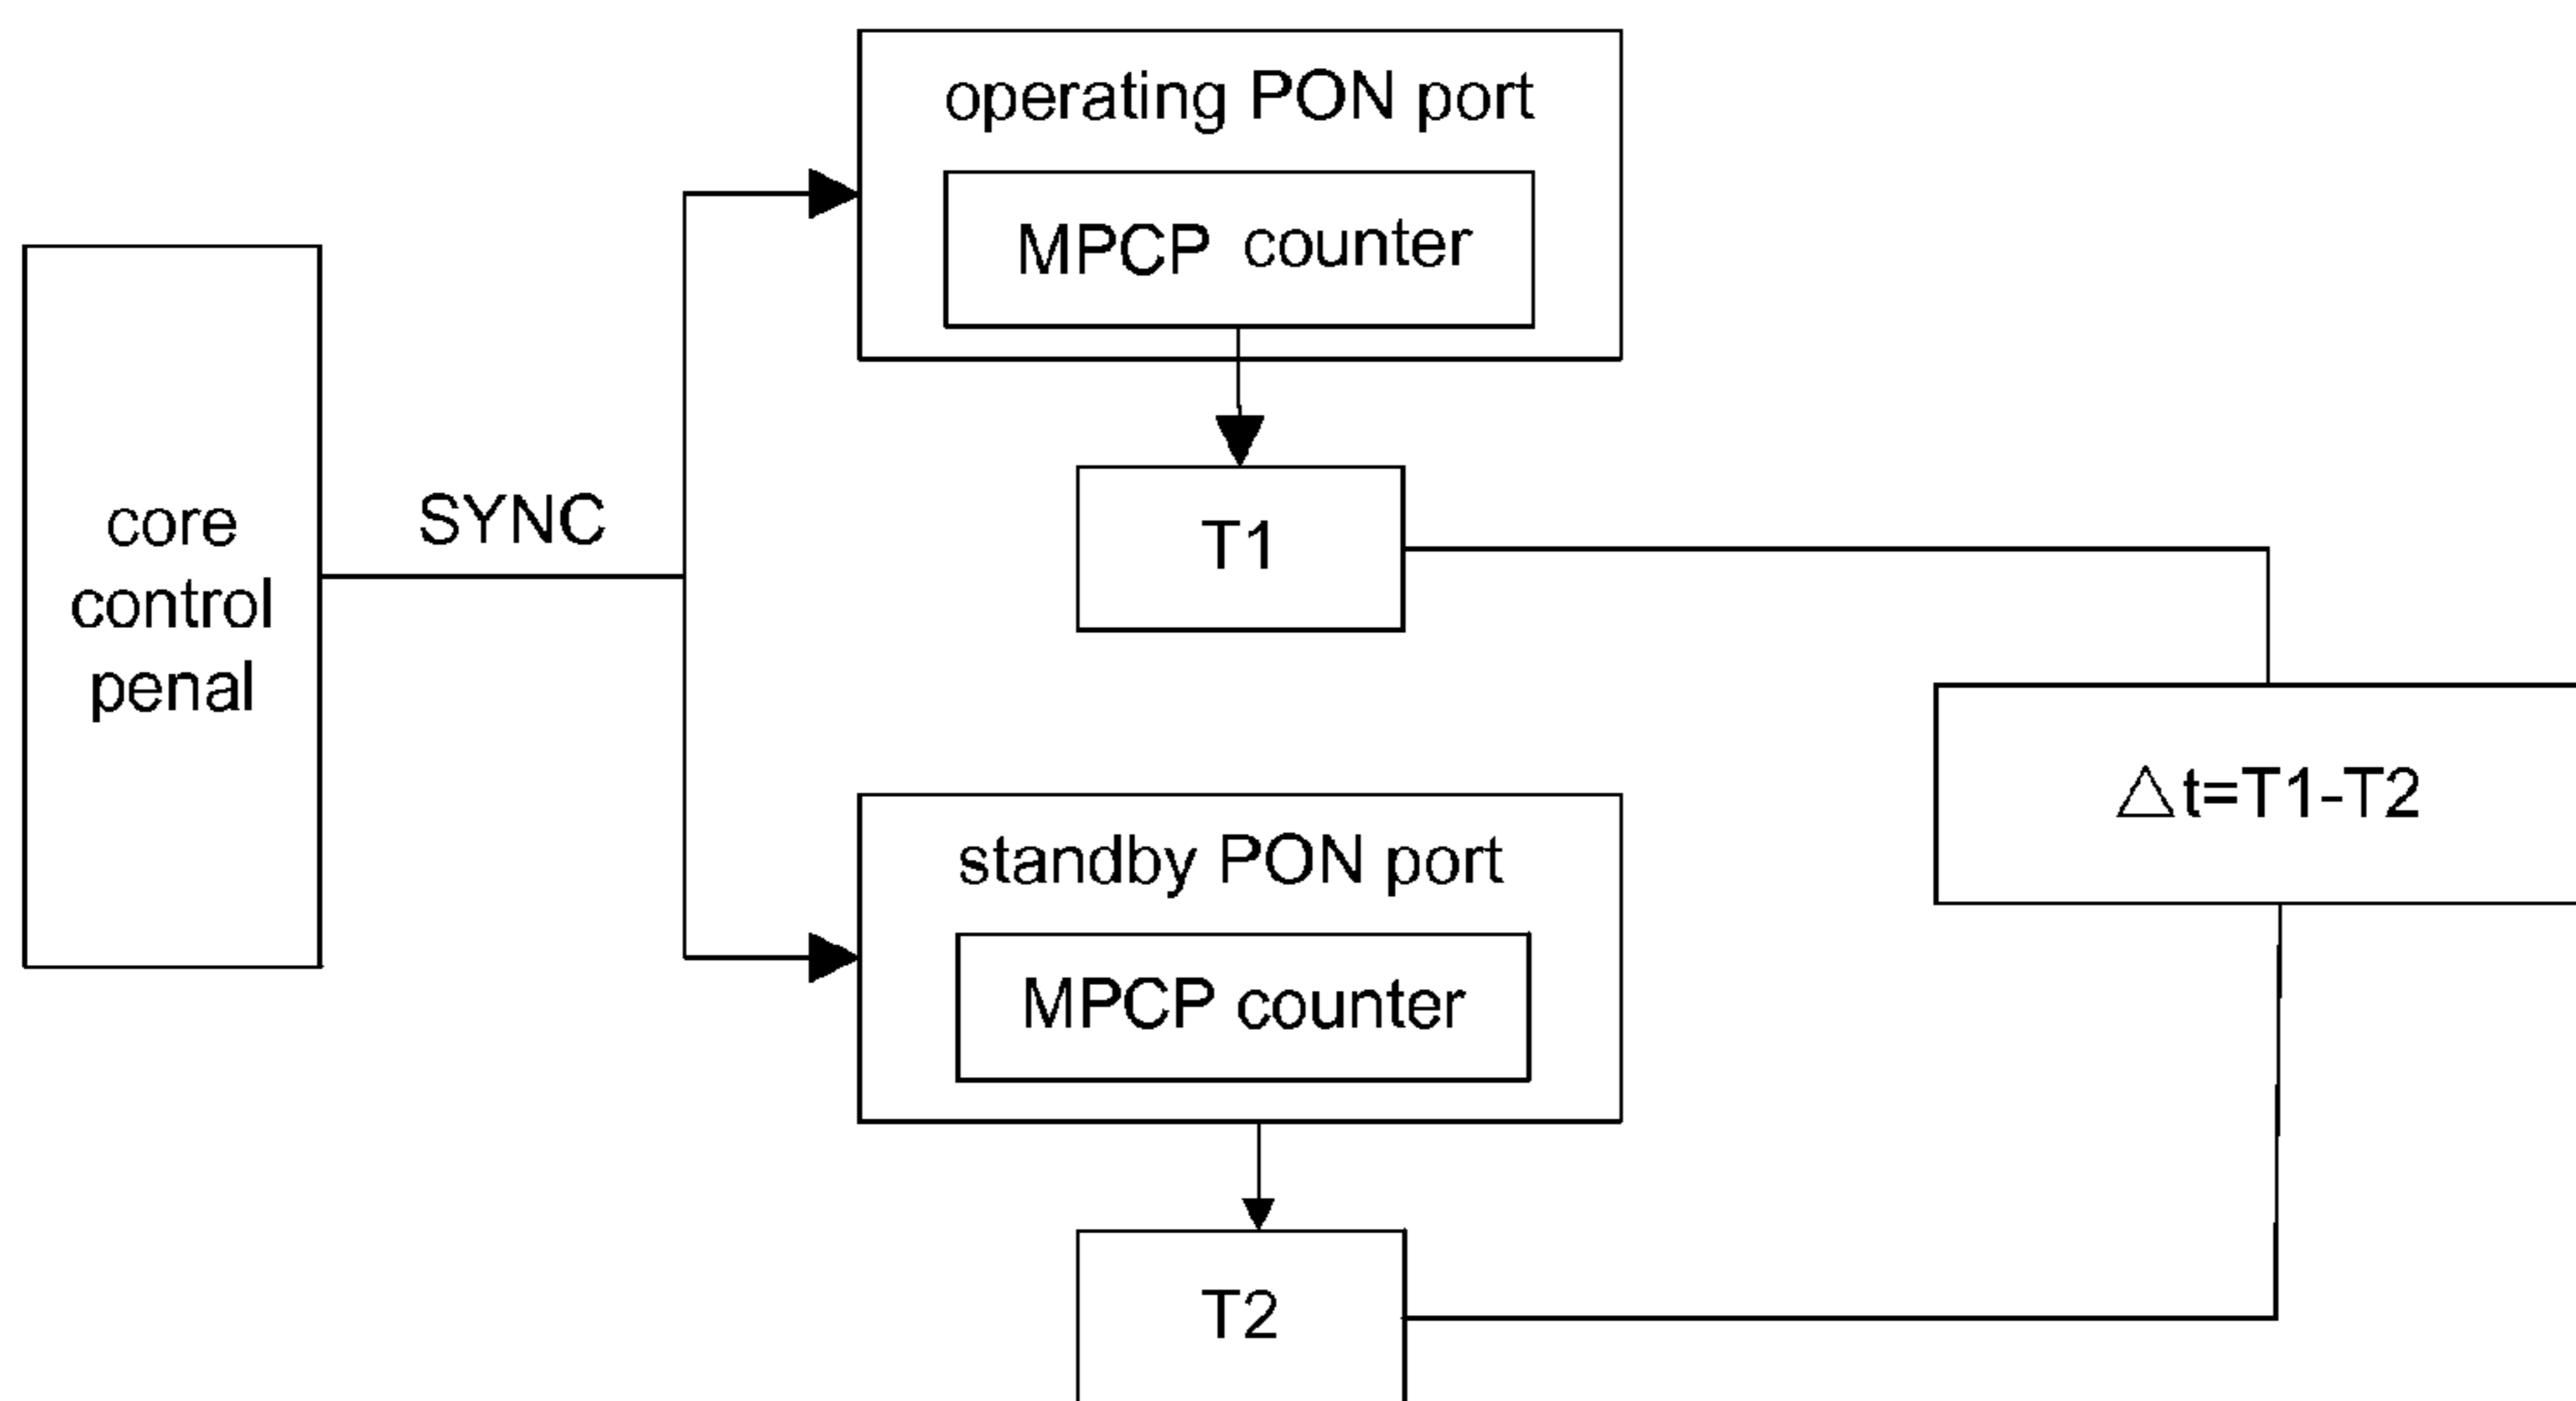 operating PON port
MPCP counter
core
control
penal
SYNC
T1
△t=T1-T2
standby PON port
MPCP counter
T2